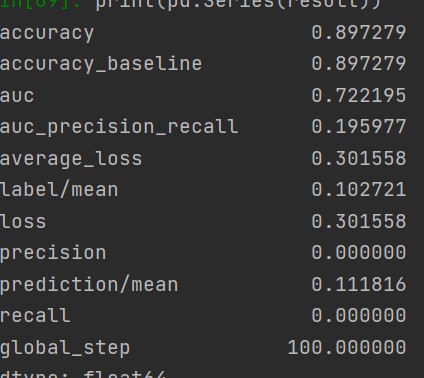 In[69]: print(pd.Series(result))
accuracy 0.897279
accuracy_baseline 0.897279
auc 0.722195
auc_precision_recall 0.195977
average_loss 0.301558
label/mean 0.102721
loss 0.301558
precision 0.000000
prediction/mean 0.111816
recall 0.000000
global_step 100.000000
dtype: float64